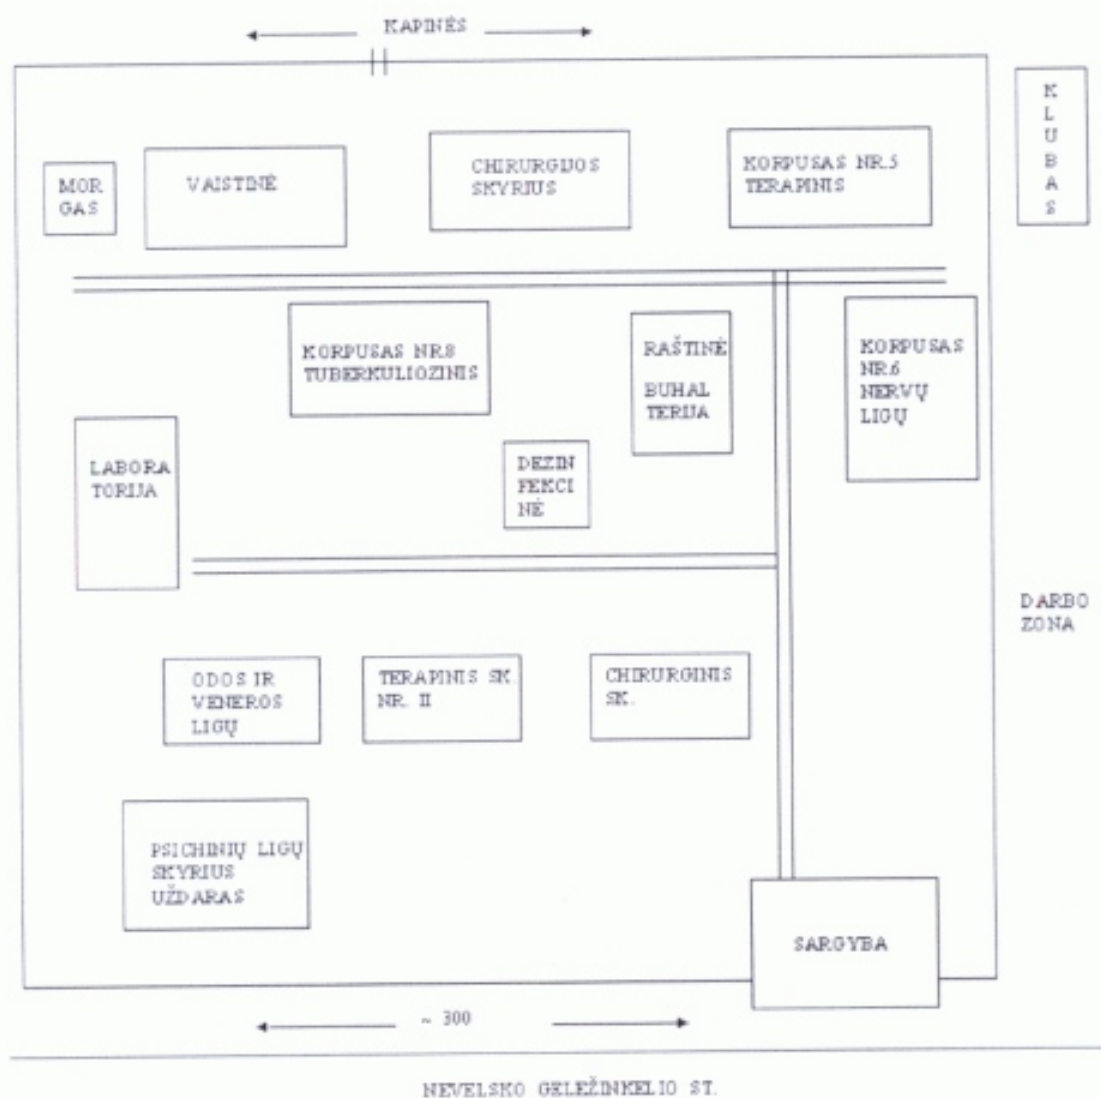 KAPINĖS
K
L
U
B
A
S
MOR
GAS
VAISTINĖ
CHIRURGIJOS
SKYRIUS
KORPUSAS NR.5
TERAPINIS
KORPUSAS NR.8
TUBERKULIOZINIS
RAŠTINĖ
BUHAL
TERIJA
KORPUSAS
NR.6
NERVŲ
LIGŲ
LABORA
TORIJA
DEZIN
FEKCI
NĖ
DARBO
ZONA
ODOS IR
VENEROS
LIGŲ
TERAPINIS SK
NR. II
CHIRURGINIS
SK.
PSICHINIŲ LIGŲ
SKYRIUS
UŽDARAS
SARGYBA
~ 300
NEVELSKO GELEŽINKELIO ST.